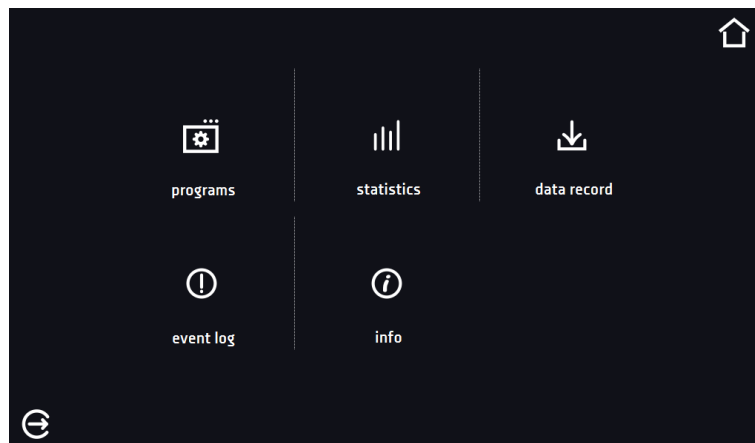 programs
statistics
data record
event log
info